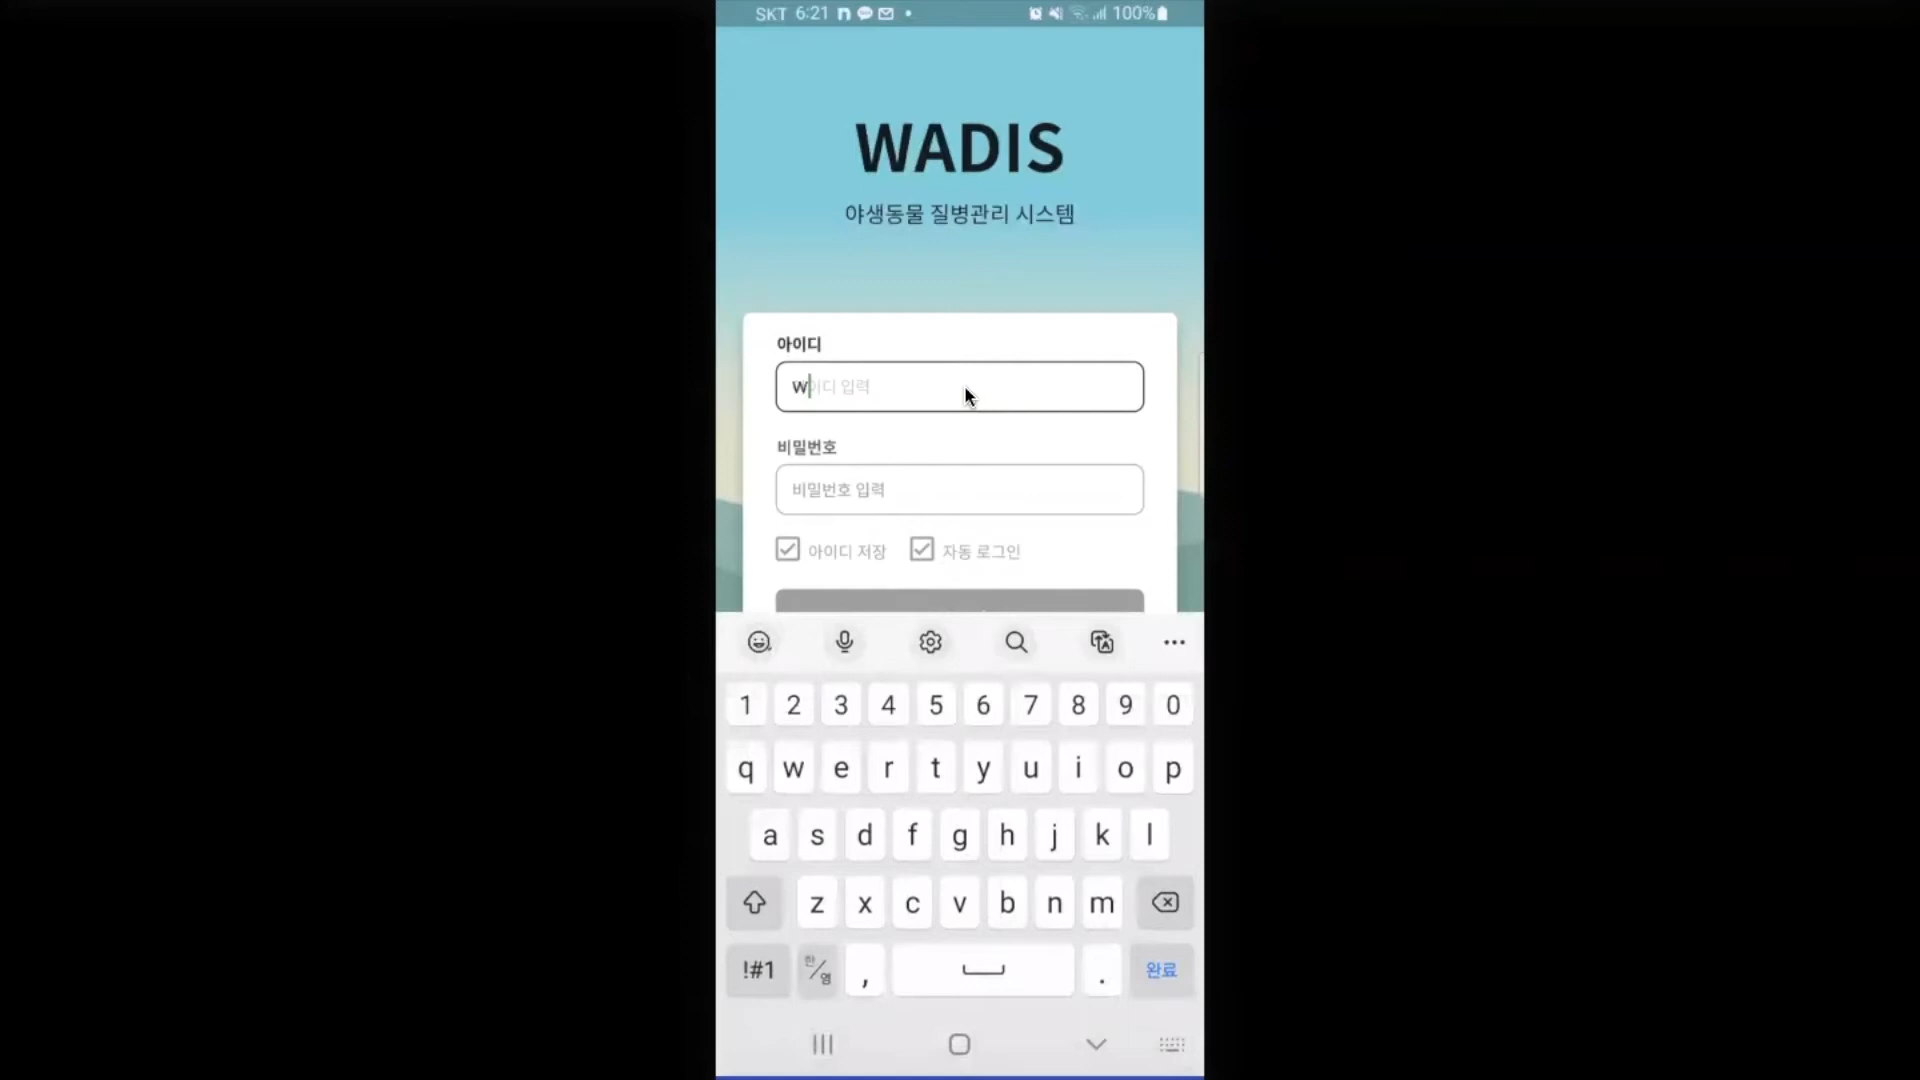 SKT 6:21 100%
WADIS
야생동물 질병관리 시스템
아이디
w이디 입력
비밀번호
비밀번호 입력
아이디 저장 자동 로그인
1 2 3 4 5 6 7 8 9 0
q w e r t y u i o p
a s d f g h j k l
z x c v b n m
!#1 한/영 , . 완료